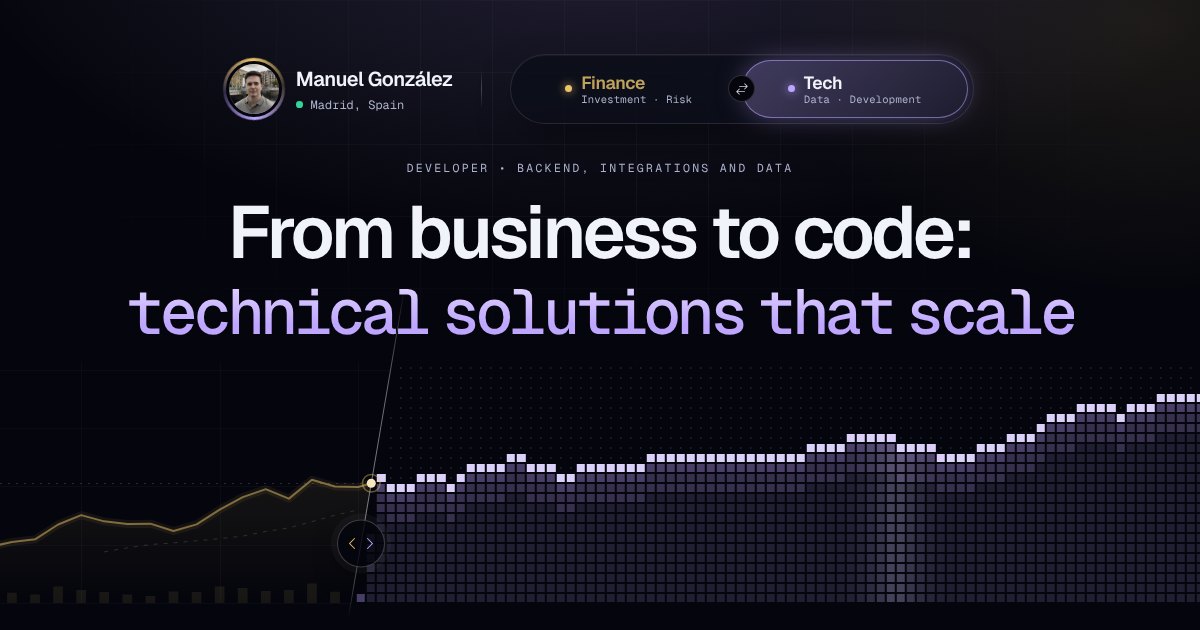 Manuel González
Madrid, Spain
Finance
Investment · Risk
Tech
Data · Development
DEVELOPER · BACKEND, INTEGRATIONS AND DATA
From business to code:
technical solutions that scale